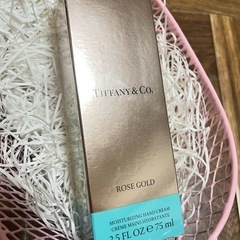 TIFFANY & CO.
ROSE GOLD
MOISTURIZING HAND CREAM
CRÈME MAINS HYDRATANTE
2.5 FL OZ ℮ 75 ml